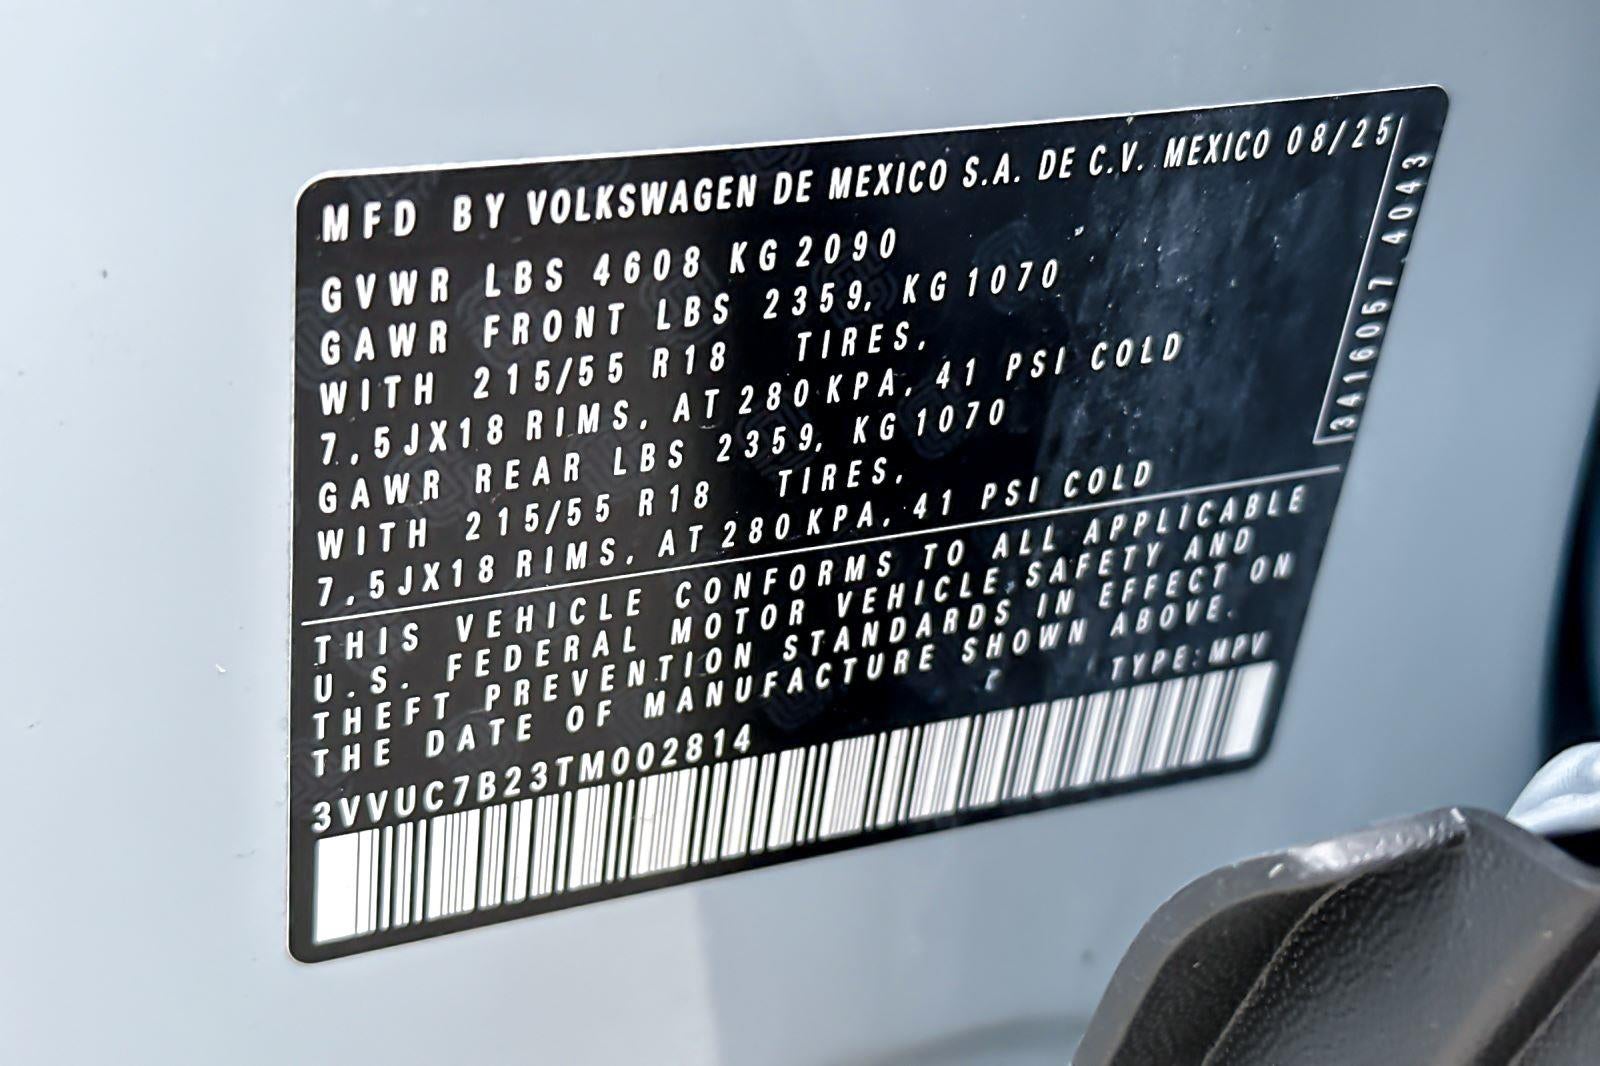 MFD BY VOLKSWAGEN DE MEXICO S.A. DE C.V. MEXICO 08/25
GVWR LBS 4608 KG 2090
GAWR FRONT LBS 2359, KG 1070
WITH 215/55 R18 TIRES,
7,5JX18 RIMS, AT 280 KPA, 41 PSI COLD
GAWR REAR LBS 2359, KG 1070
WITH 215/55 R18 TIRES,
7,5JX18 RIMS, AT 280 KPA, 41 PSI COLD
3416057 4043
THIS VEHICLE CONFORMS TO ALL APPLICABLE
U.S. FEDERAL MOTOR VEHICLE SAFETY AND
THEFT PREVENTION STANDARDS IN EFFECT ON
THE DATE OF MANUFACTURE SHOWN ABOVE.
TYPE: MPV
3VVUC7B23TM002814